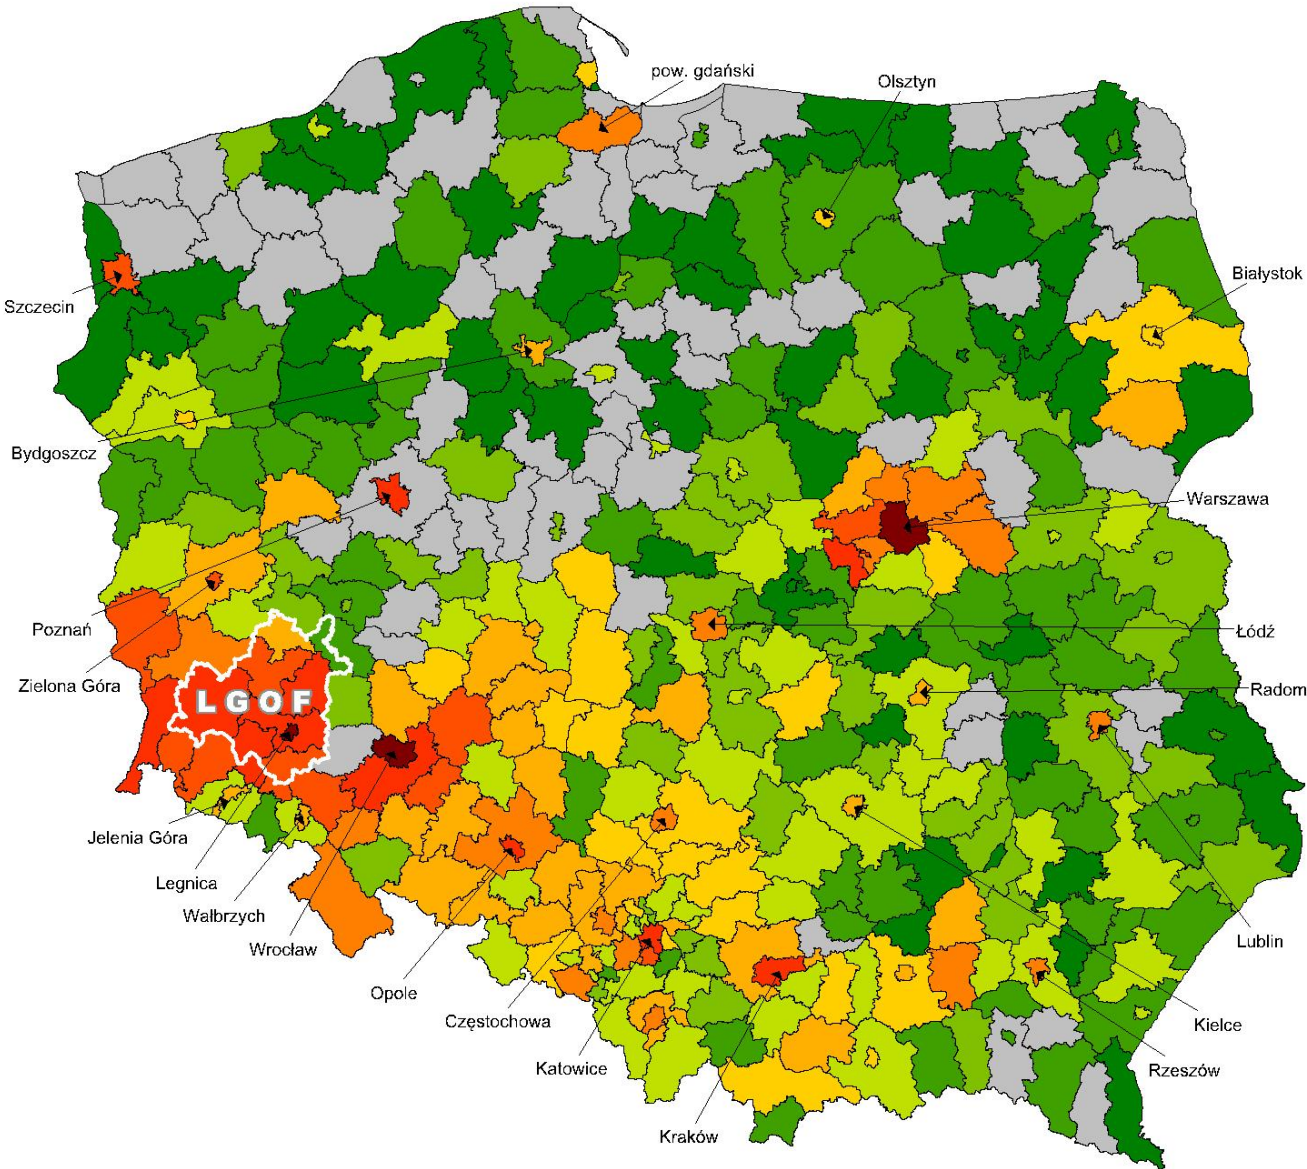 pow. gdański
Olsztyn
Białystok
Szczecin
Bydgoszcz
Warszawa
Poznań
Łódź
Zielona Góra
LGOF
Radom
Jelenia Góra
Legnica
Wałbrzych
Wrocław
Lublin
Opole
Częstochowa
Kielce
Katowice
Rzeszów
Kraków